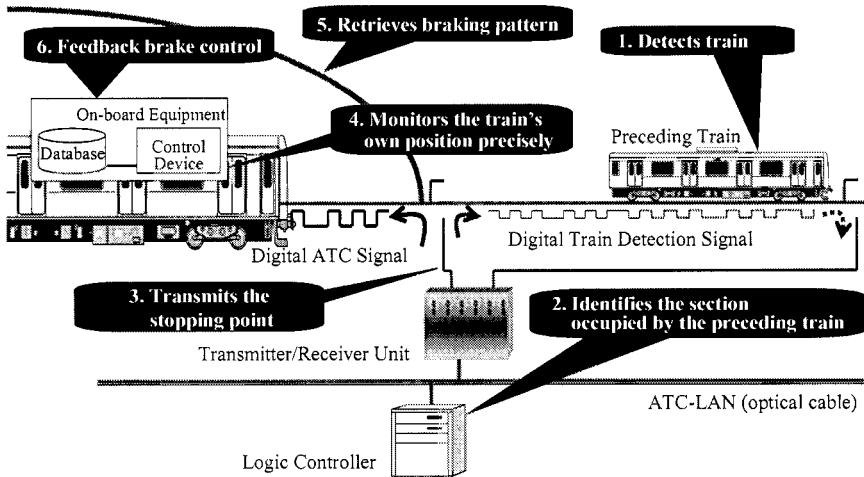 5. Retrieves braking pattern
6. Feedback brake control
1. Detects train
On-board Equipment
Database
Control
Device
4. Monitors the train's
own position precisely
Preceding Train
Digital ATC Signal
Digital Train Detection Signal
3. Transmits the
stopping point
2. Identifies the section
occupied by the preceding train
Transmitter/Receiver Unit
ATC-LAN (optical cable)
Logic Controller